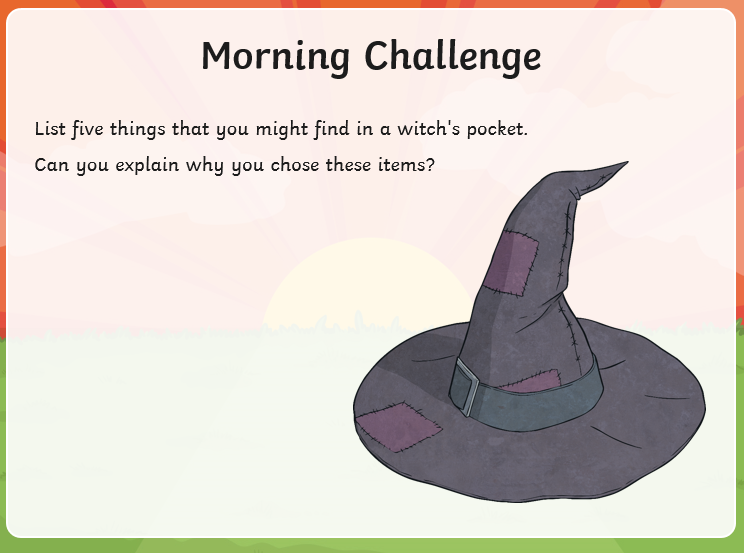 Morning Challenge
List five things that you might find in a witch's pocket.
Can you explain why you chose these items?